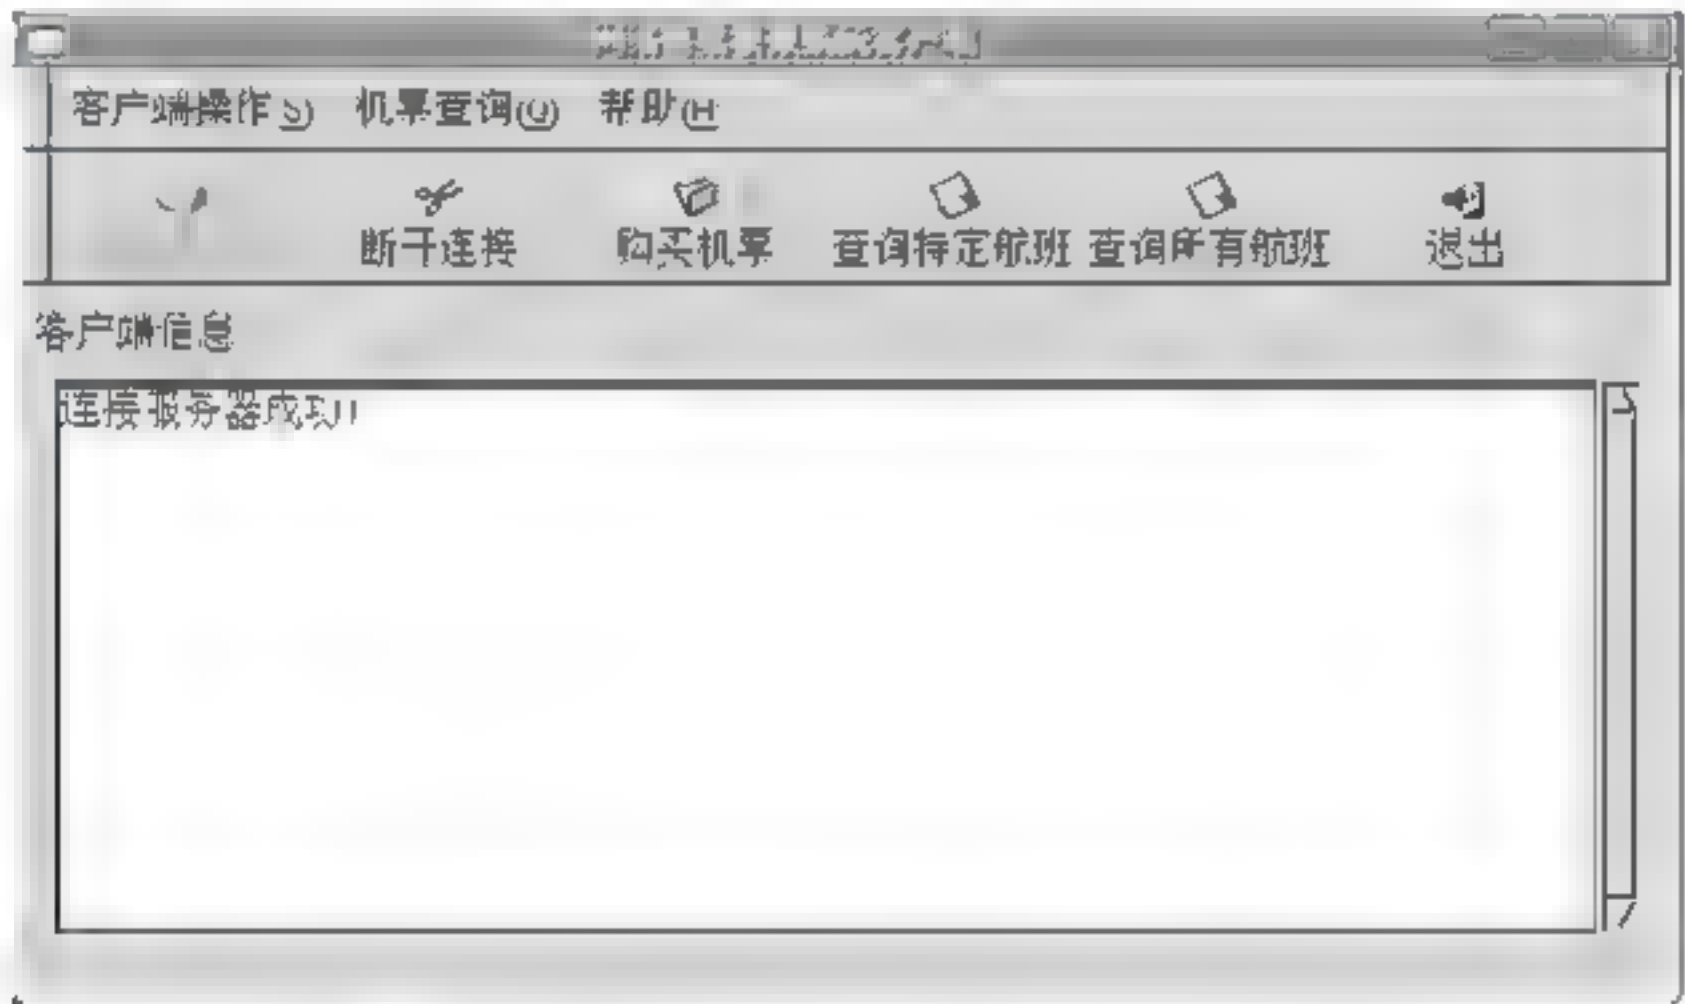 客户端操作(S) 机票查询(Q) 帮助(H)
断开连接 购买机票 查询特定航班 查询所有航班 退出
客户端信息
连接服务器成功!!